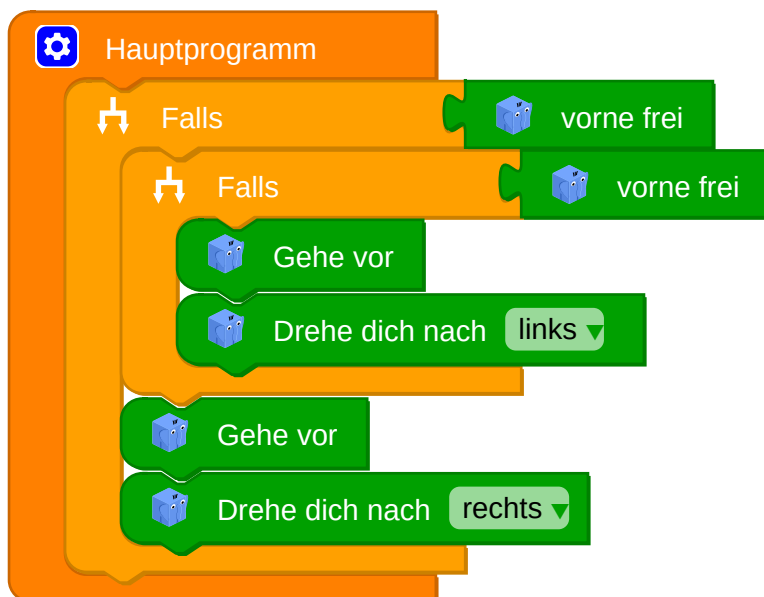 Hauptprogramm
Falls vorne frei
Falls vorne frei
Gehe vor
Drehe dich nach links
Gehe vor
Drehe dich nach rechts